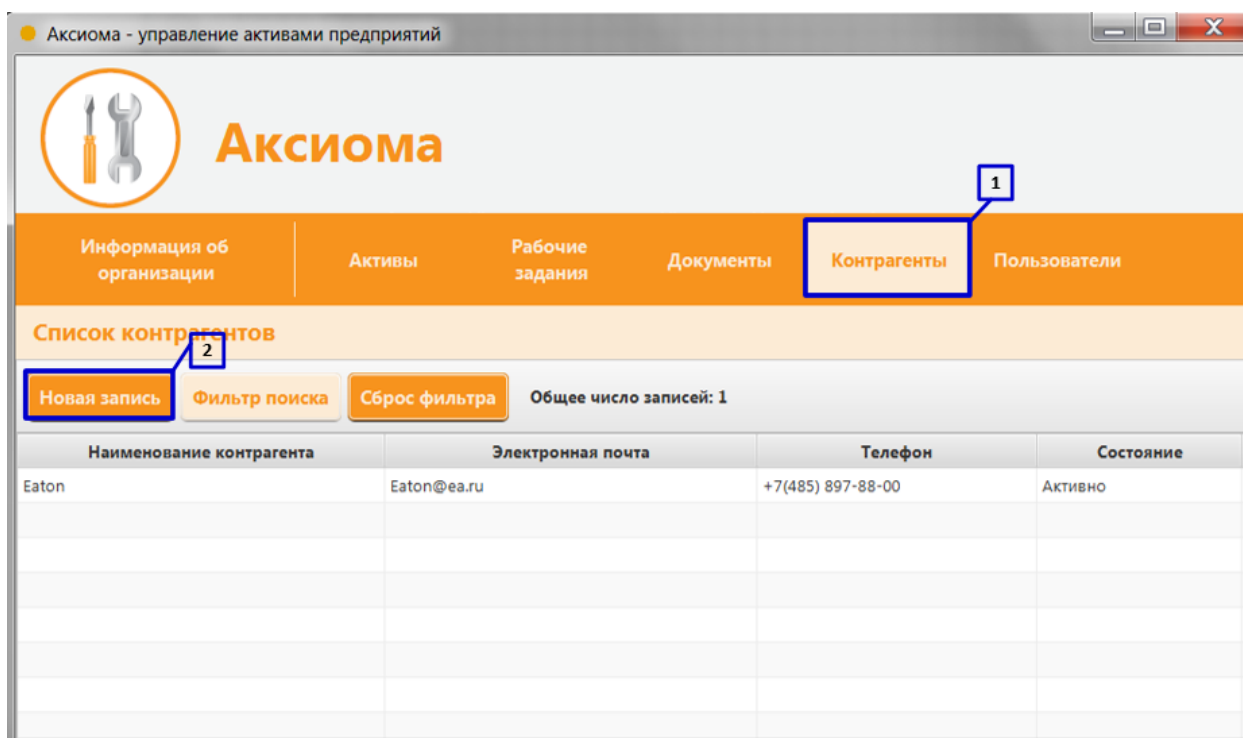 Аксиома - управление активами предприятий
Аксиома
1
Информация об
организации
Активы
Рабочие
задания
Документы
Контрагенты
Пользователи
Список контрагентов
2
Новая запись
Фильтр поиска
Сброс фильтра
Общее число записей: 1
Наименование контрагента
Электронная почта
Телефон
Состояние
Eaton
Eaton@ea.ru
+7(485) 897-88-00
Активно